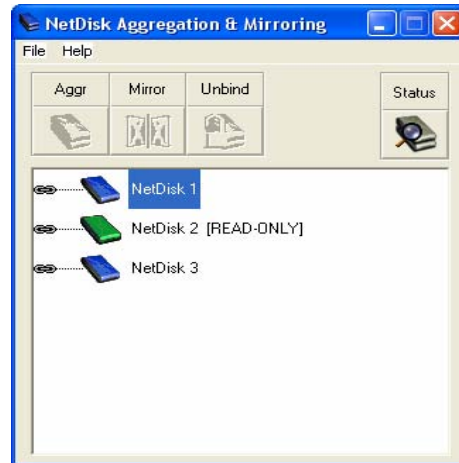 NetDisk Aggregation & Mirroring
File Help
Aggr Mirror Unbind Status
NetDisk 1
NetDisk 2 [READ-ONLY]
NetDisk 3